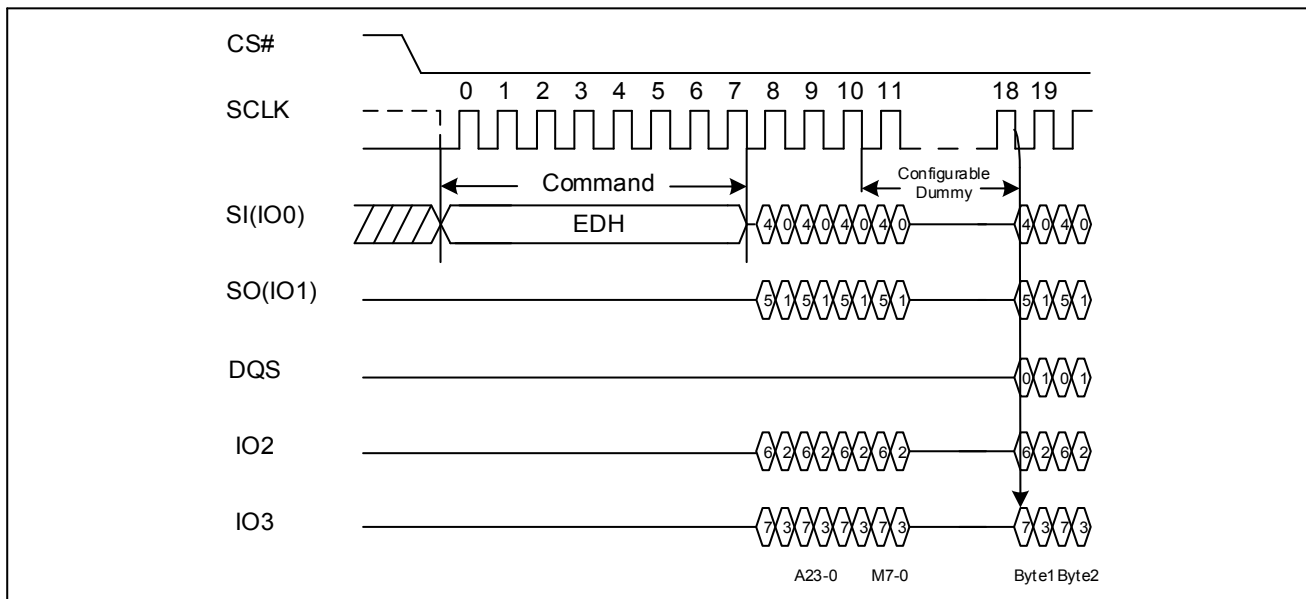 CS#
0 1 2 3 4 5 6 7 8 9 10 11 18 19
SCLK
Command
Configurable
Dummy
SI(IO0) EDH 4 0 4 0 4 0 4 0 4 0 4 0
SO(IO1) 5 1 5 1 5 1 5 1 5 1 5 1
DQS 0 1 0 1
IO2 6 2 6 2 6 2 6 2 6 2 6 2
IO3 7 3 7 3 7 3 7 3 7 3 7 3
A23-0 M7-0 Byte1 Byte2